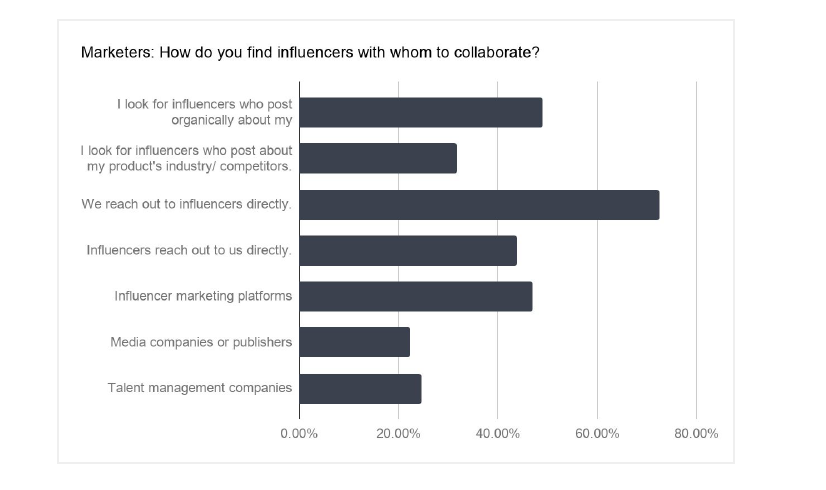 Marketers: How do you find influencers with whom to collaborate?
I look for influencers who post
organically about my
I look for influencers who post about
my product's industry/ competitors.
We reach out to influencers directly.
Influencers reach out to us directly.
Influencer marketing platforms
Media companies or publishers
Talent management companies
0.00% 20.00% 40.00% 60.00% 80.00%